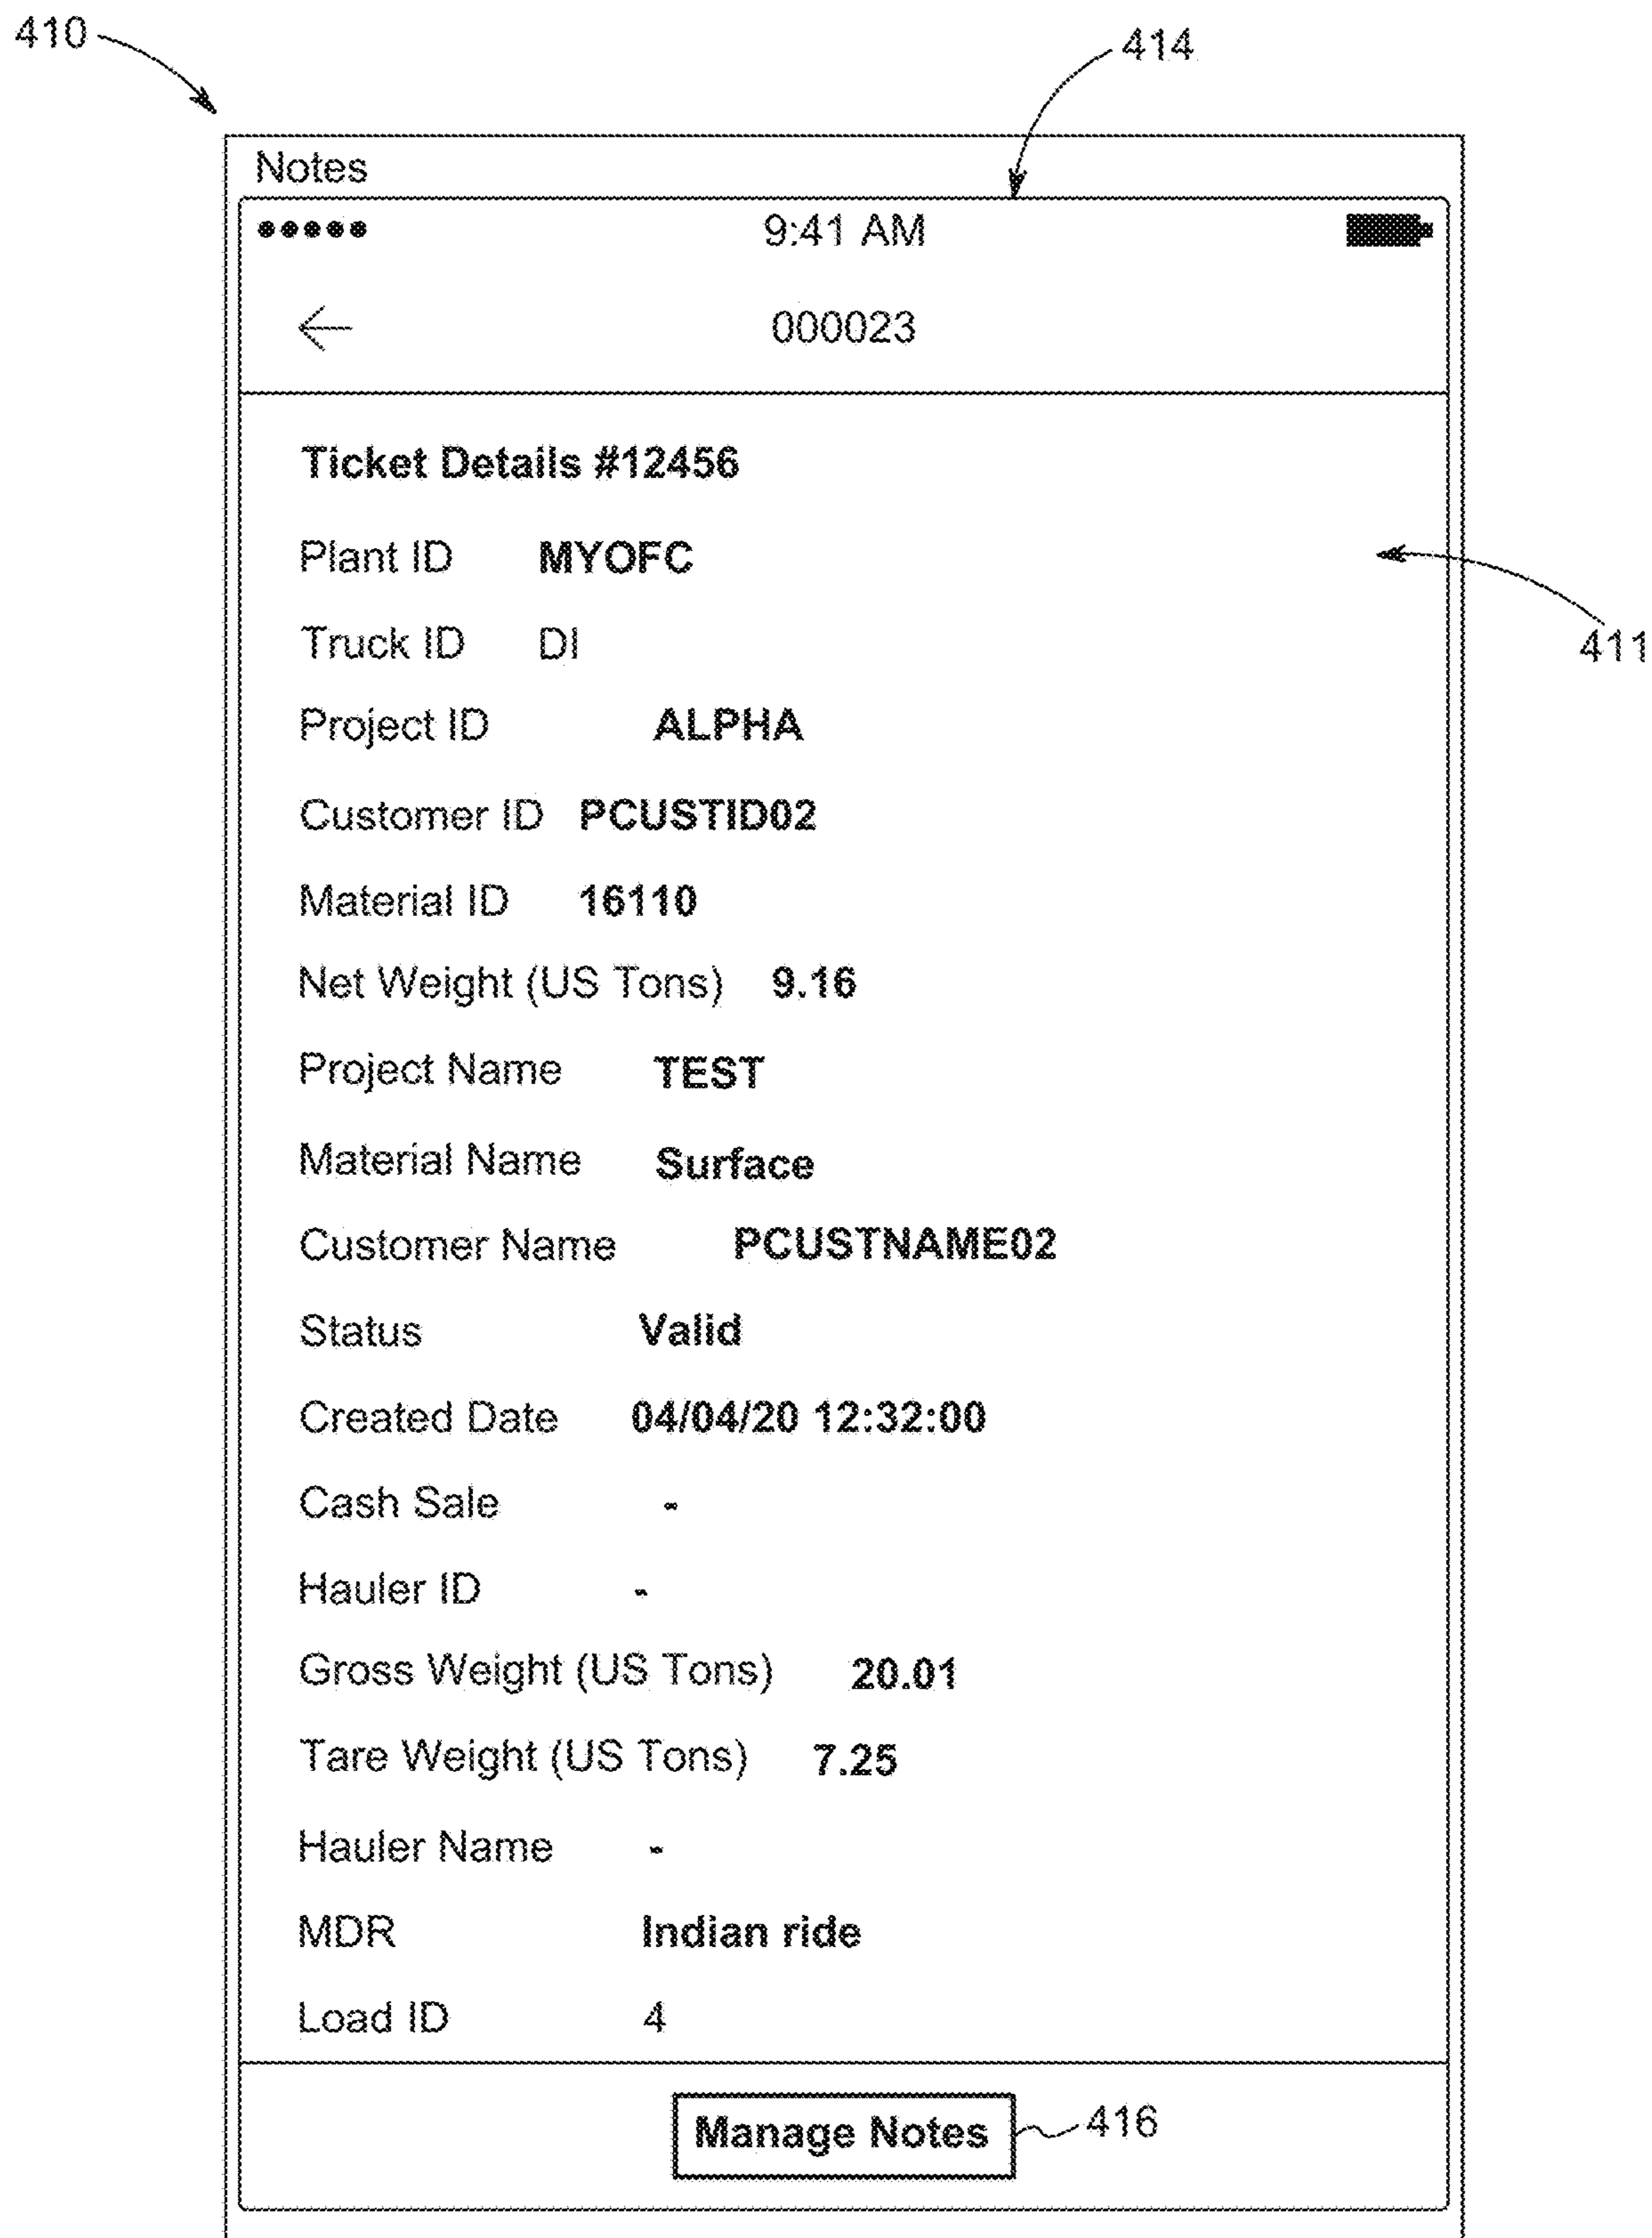 410
414
Notes
9:41 AM
000023
Ticket Details #12456
Plant ID MYOFC
411
Truck ID DI
Project ID ALPHA
Customer ID PCUSTID02
Material ID 16110
Net Weight (US Tons) 9.16
Project Name TEST
Material Name Surface
Customer Name PCUSTNAME02
Status Valid
Created Date 04/04/20 12:32:00
Cash Sale -
Hauler ID -
Gross Weight (US Tons) 20.01
Tare Weight (US Tons) 7.25
Hauler Name -
MDR Indian ride
Load ID 4
Manage Notes 416